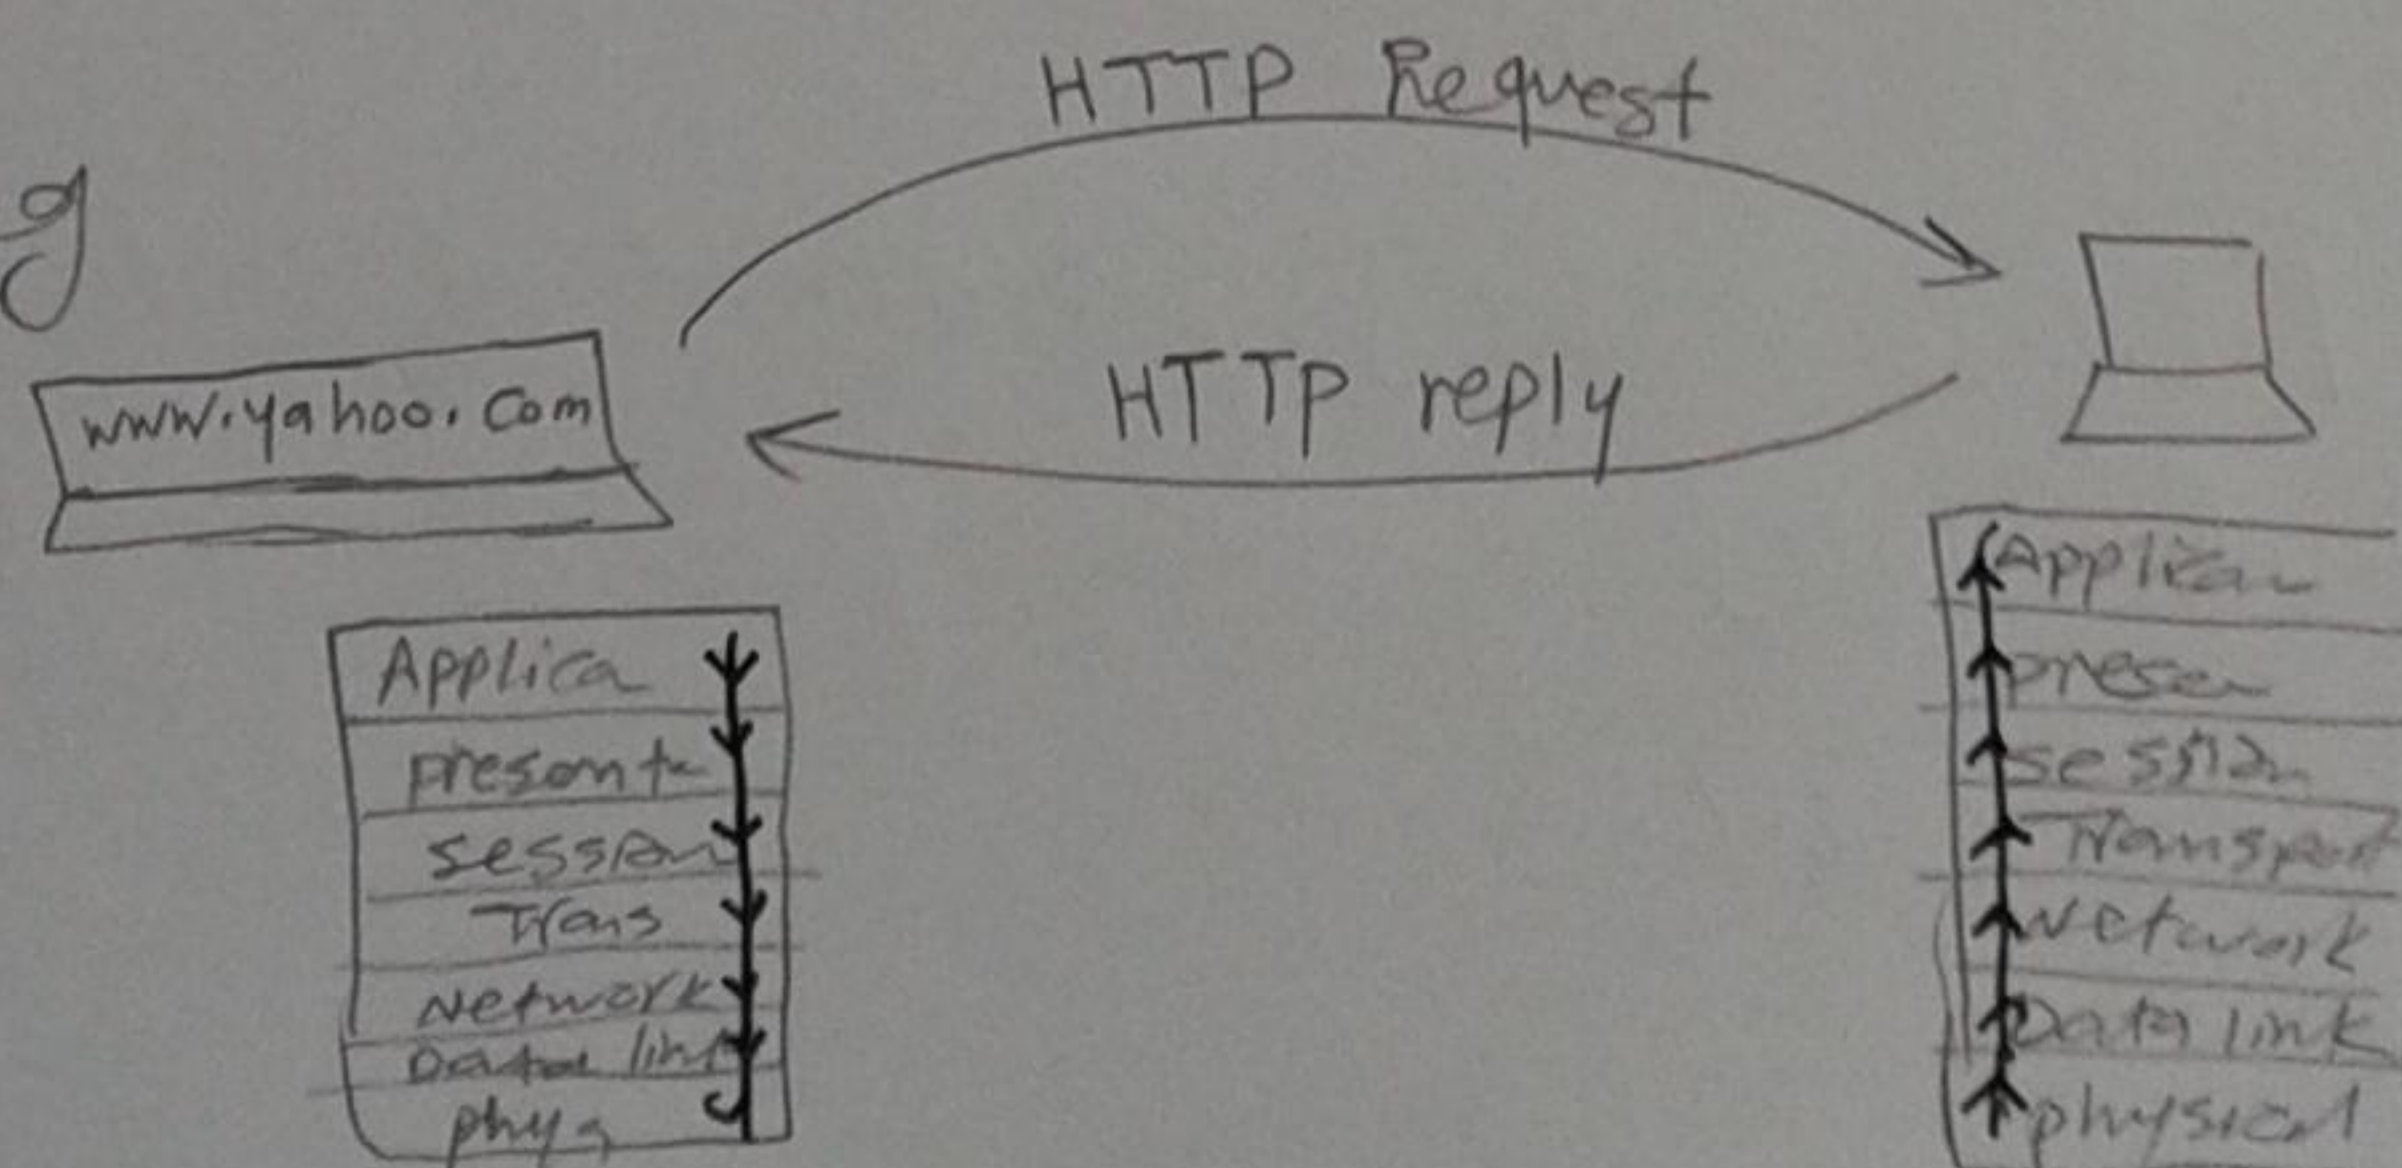 HTTP Request
g
www.yahoo.com
HTTP reply
Applica
presenta
session
Trans
Network
Data link
phys
Applica
presen
session
Transport
Network
Data link
physical